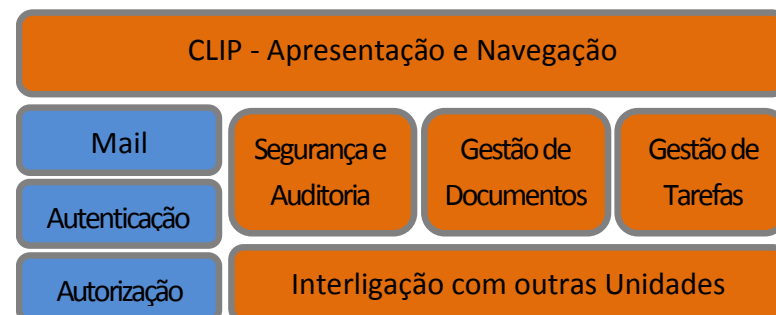 CLIP - Apresentação e Navegação
Mail
Segurança e
Auditoria
Gestão de
Documentos
Gestão de
Tarefas
Autenticação
Autorização
Interligação com outras Unidades